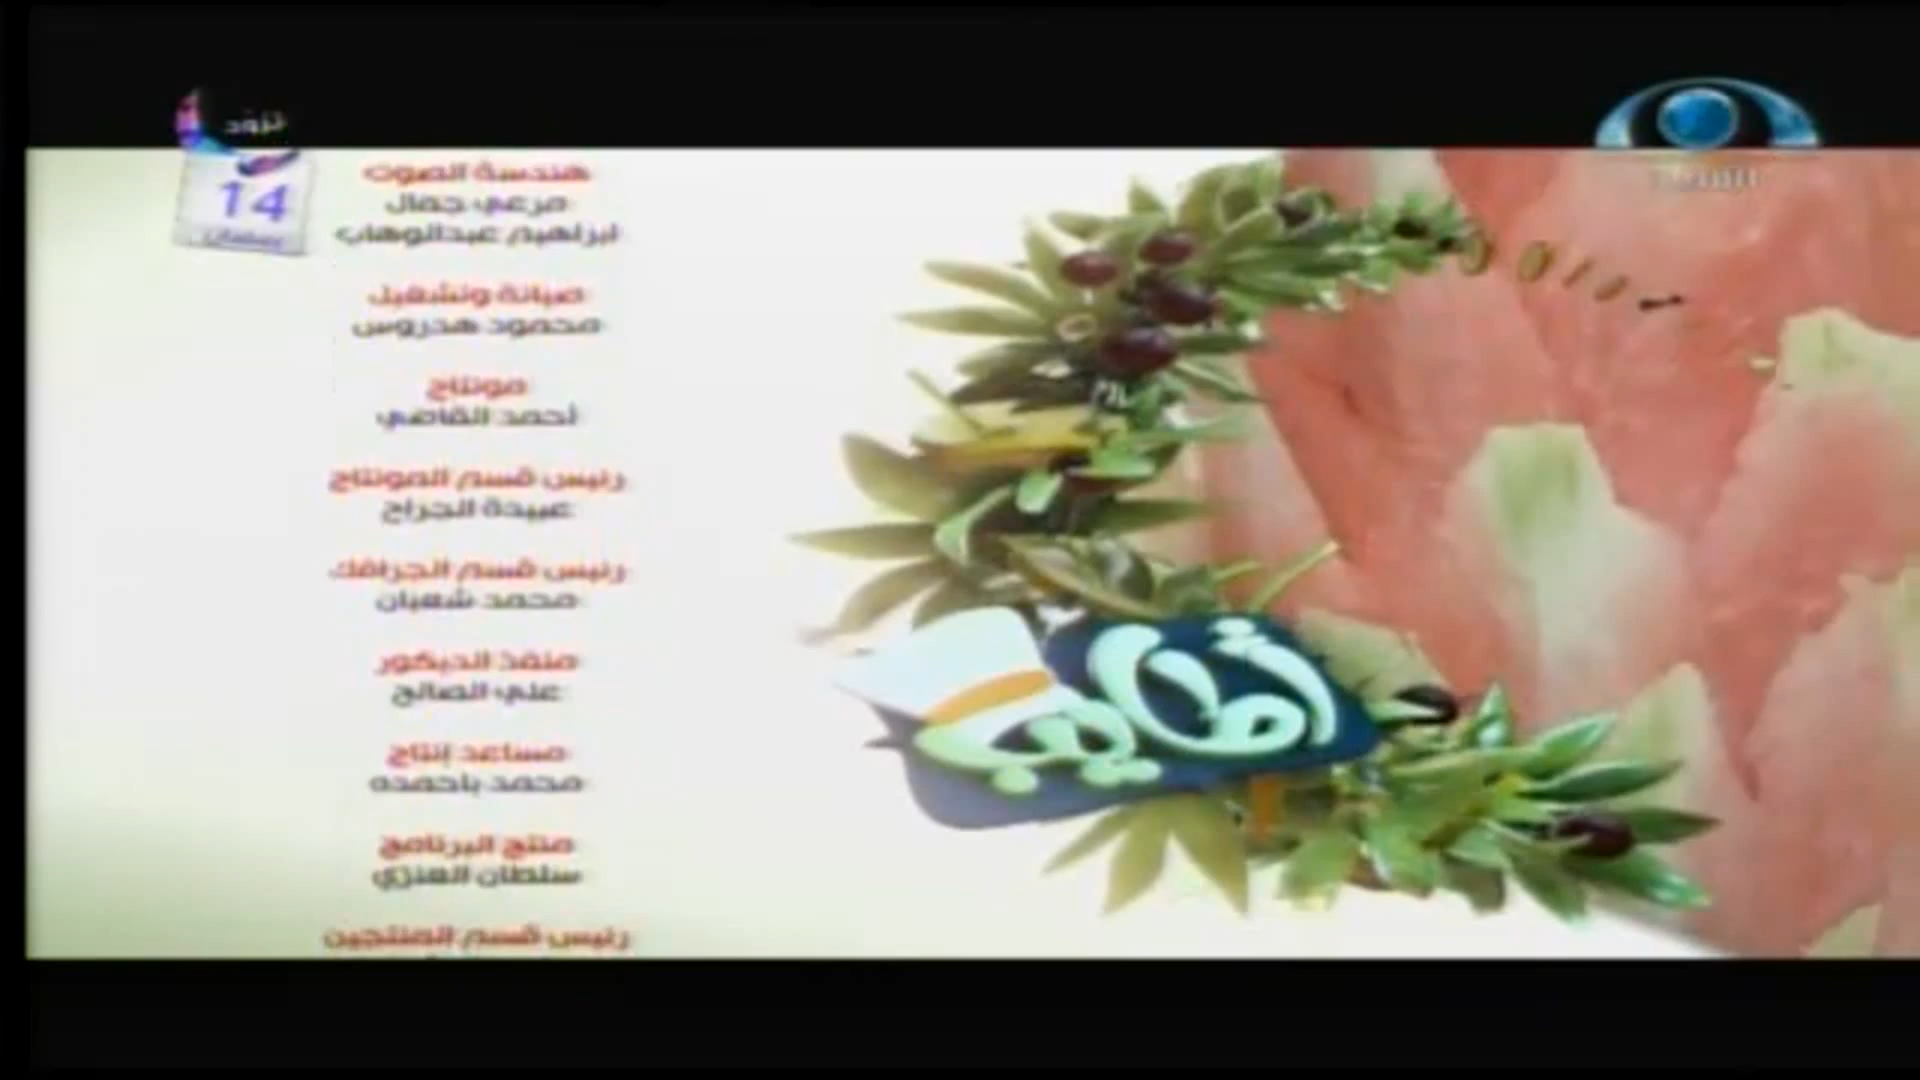 تزود
14
هندسة الصوت
مرعي جمال
ابراهيم عبدالوهاب
صيانة وتشغيل
محمود هدروس
مونتاج
أحمد القاضي
رئيس قسم المونتاج
عبيدة الجراح
رئيس قسم الجرافك
محمد شعبان
منفذ الديكور
علي الصالح
مساعد إنتاج
محمد باحمده
منتج البرنامج
سلطان العنزي
رئيس قسم المنتجين